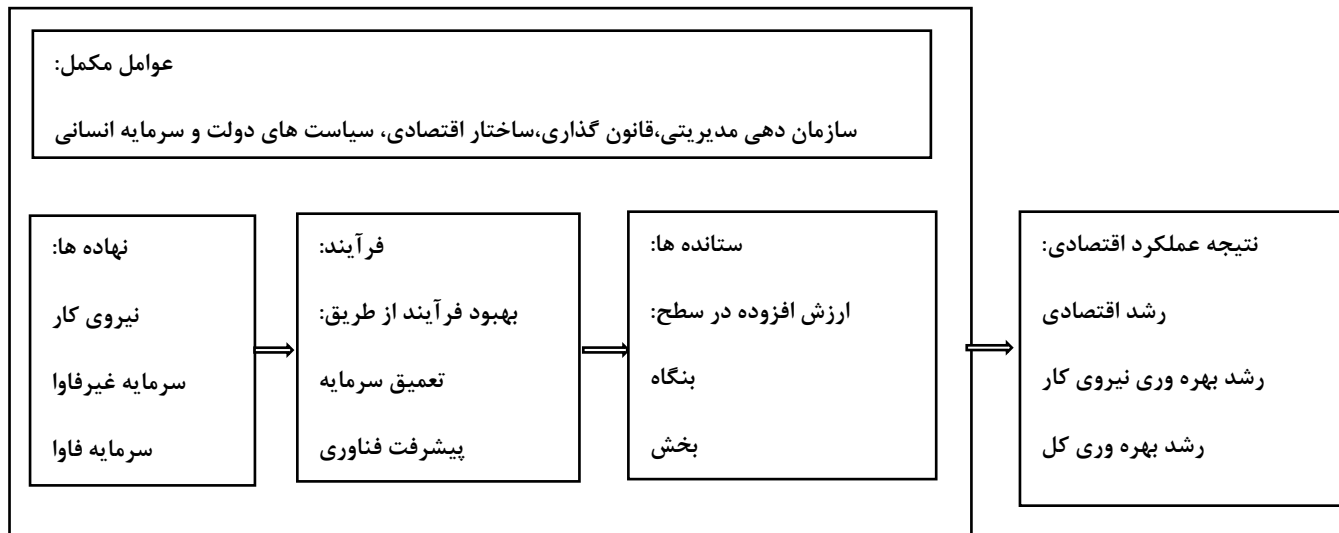 عوامل مکمل:
سازمان دهی مدیریتی،قانون گذاری،ساختار اقتصادی، سیاست های دولت و سرمایه انسانی
نهاده ها:
نیروی کار
سرمایه غیرفاوا
سرمایه فاوا
فرآیند:
بهبود فرآیند از طریق:
تعمیق سرمایه
پیشرفت فناوری
ستانده ها:
ارزش افزوده در سطح:
بنگاه
بخش
نتیجه عملکرد اقتصادی:
رشد اقتصادی
رشد بهره وری نیروی کار
رشد بهره وری کل